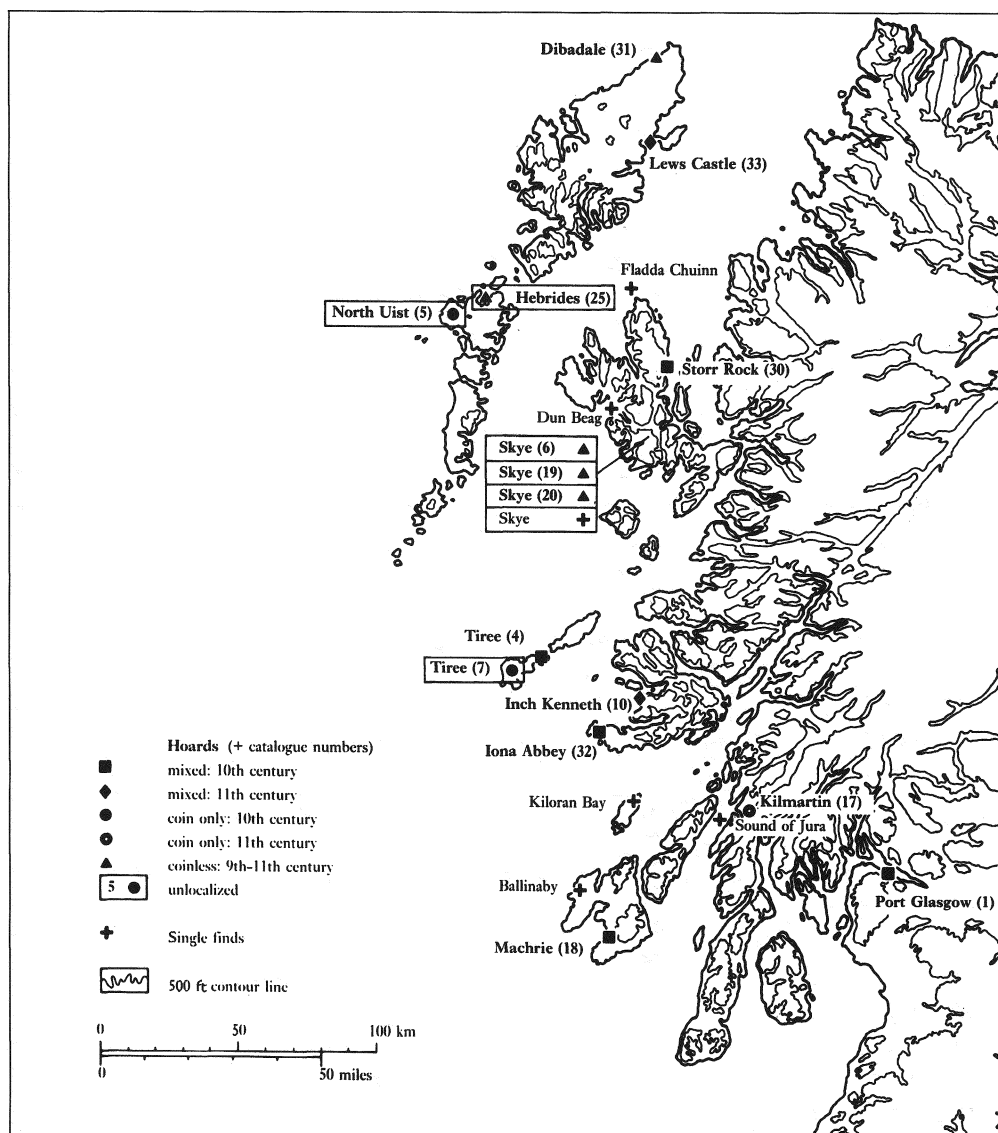 Dibadale (31)
Lews Castle (33)
Fladda Chuinn
Hebrides (25)
North Uist (5)
Storr Rock (30)
Dun Beag
Skye (6)
Skye (19)
Skye (20)
Skye
Tiree (4)
Tiree (7)
Inch Kenneth (10)
Iona Abbey (32)
Kiloran Bay
Kilmartin (17)
Sound of Jura
Ballinaby
Port Glasgow (1)
Machrie (18)
Hoards (+ catalogue numbers)
mixed: 10th century
mixed: 11th century
coin only: 10th century
coin only: 11th century
coinless: 9th-11th century
5 unlocalized
Single finds
500 ft contour line
0 50 100 km
0 50 miles